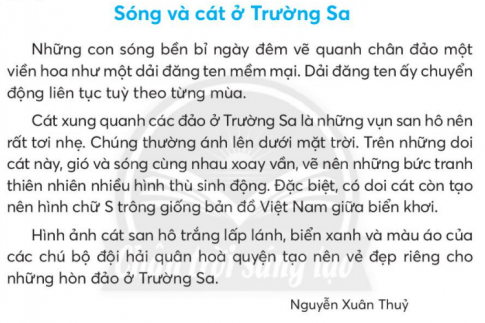 Sóng và cát ở Trường Sa
Những con sóng bền bỉ ngày đêm vẽ quanh chân đảo một
viền hoa như một dải đăng ten mềm mại. Dải đăng ten ấy chuyển
động liên tục tuỳ theo từng mùa.
Cát xung quanh các đảo ở Trường Sa là những vụn san hô nên
rất tơi nhẹ. Chúng thường ánh lên dưới mặt trời. Trên những doi
cát này, gió và sóng cùng nhau xoay vần, vẽ nên những bức tranh
thiên nhiên nhiều hình thù sinh động. Đặc biệt, có doi cát còn tạo
nên hình chữ S trông giống bản đồ Việt Nam giữa biển khơi.
Hình ảnh cát san hô trắng lấp lánh, biển xanh và màu áo của
các chú bộ đội hải quân hoà quyện tạo nên vẻ đẹp riêng cho
những hòn đảo ở Trường Sa.
Chân trời sáng tạo
Nguyễn Xuân Thuỷ